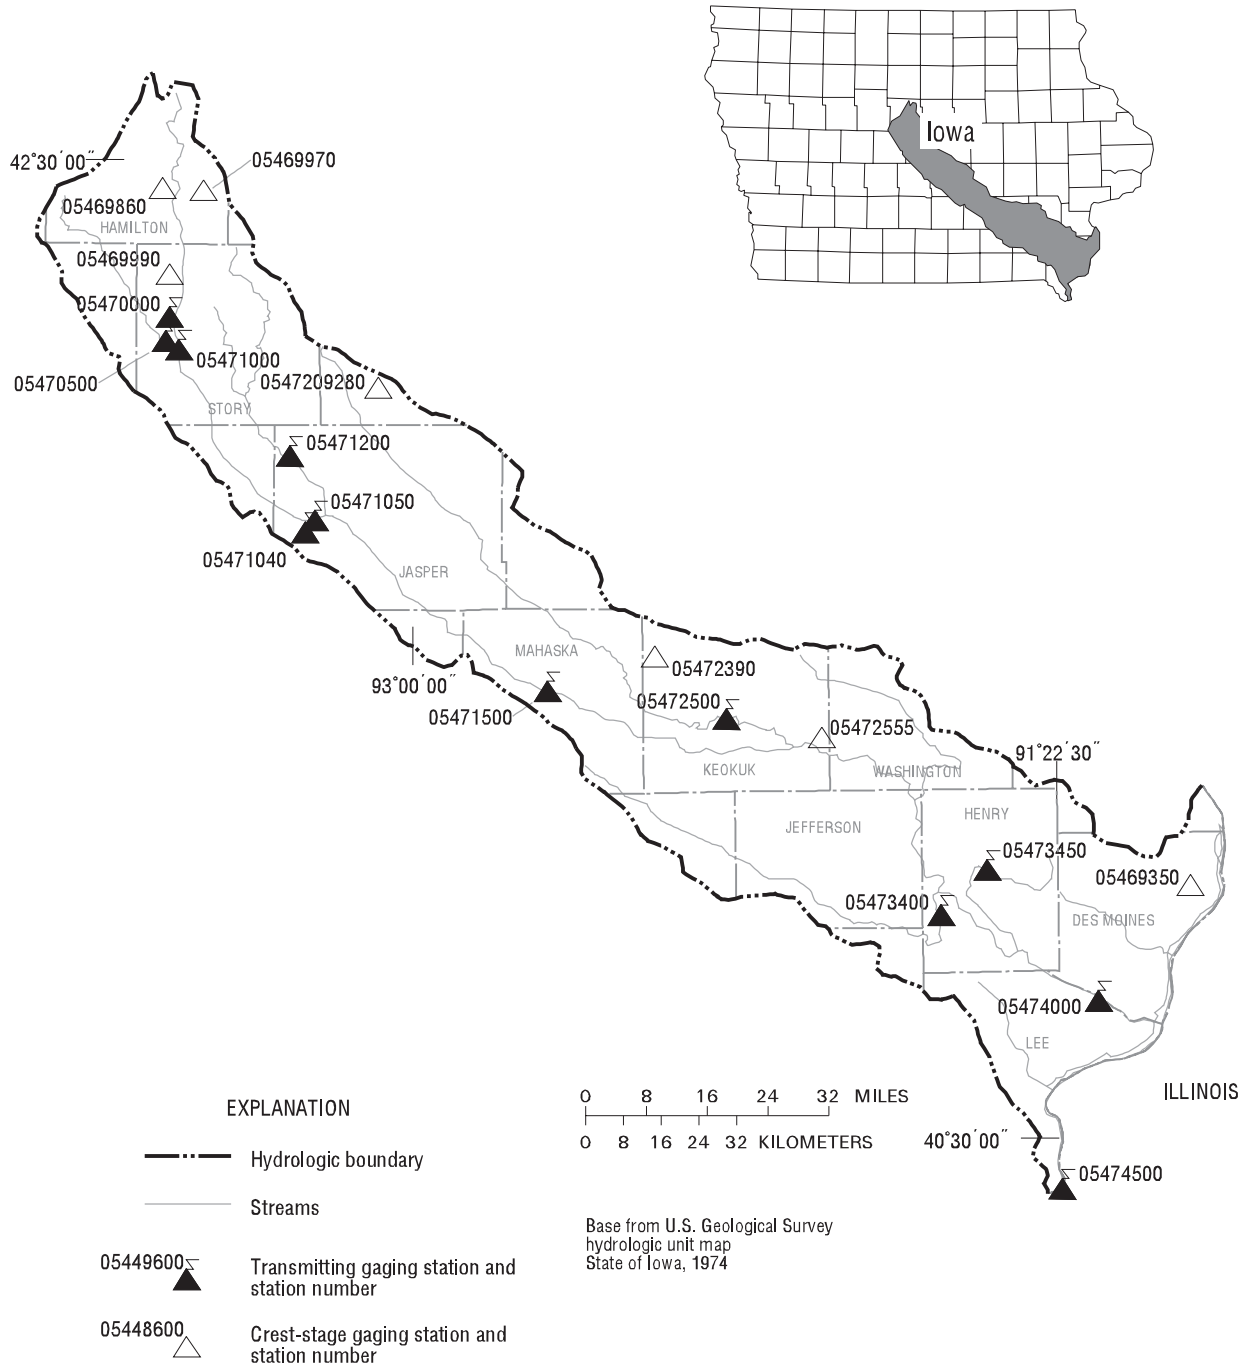 Iowa
42°30′00″
05469970
05469860
HAMILTON
05469990
05470000
05471000
05470500
0547209280
STORY
05471200
05471050
05471040
JASPER
MAHASKA
93°00′00″
05471500
05472390
05472500
05472555
KEOKUK
WASHINGTON
91°22′30″
JEFFERSON
HENRY
05473450
05469350
05473400
DES MOINES
05474000
LEE
ILLINOIS
40°30′00″
05474500
0 8 16 24 32 MILES
0 8 16 24 32 KILOMETERS
Base from U.S. Geological Survey
hydrologic unit map
State of Iowa, 1974
EXPLANATION
Hydrologic boundary
Streams
05449600
Transmitting gaging station and
station number
05448600
Crest-stage gaging station and
station number